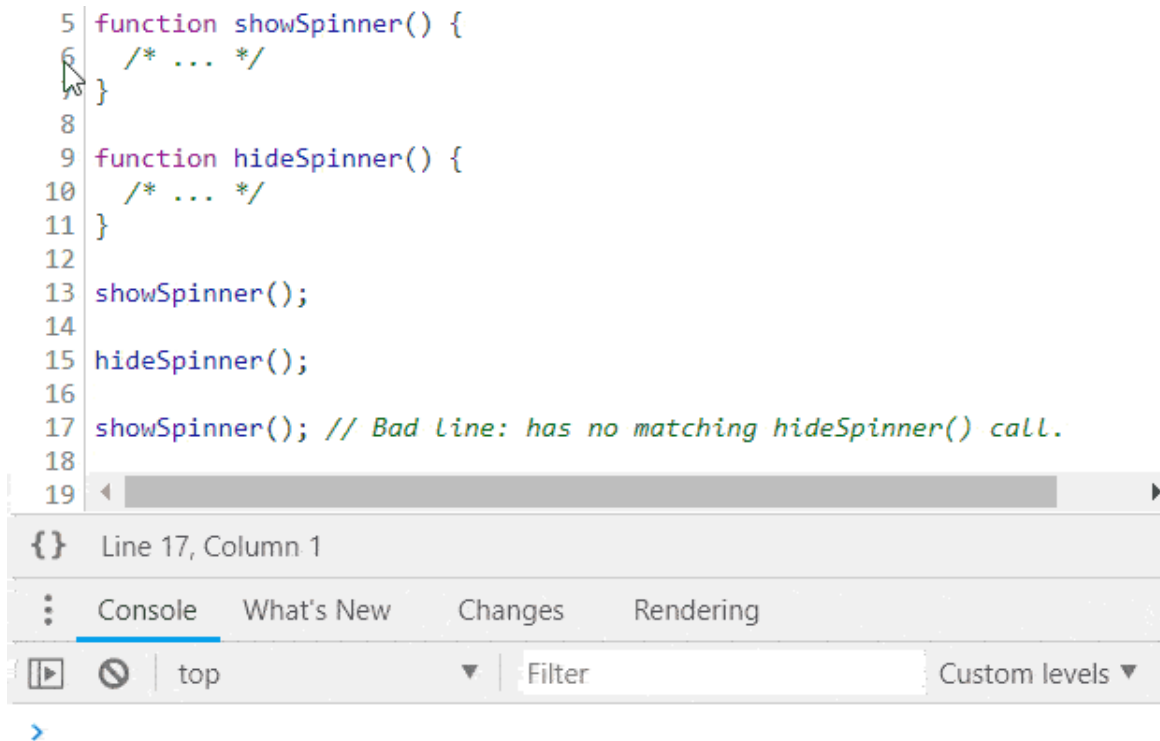 5 function showSpinner() {
6 /* ... */
7 }
8
9 function hideSpinner() {
10 /* ... */
11 }
12
13 showSpinner();
14
15 hideSpinner();
16
17 showSpinner(); // Bad line: has no matching hideSpinner() call.
18
19
{} Line 17, Column 1
Console What's New Changes Rendering
top Filter Custom levels